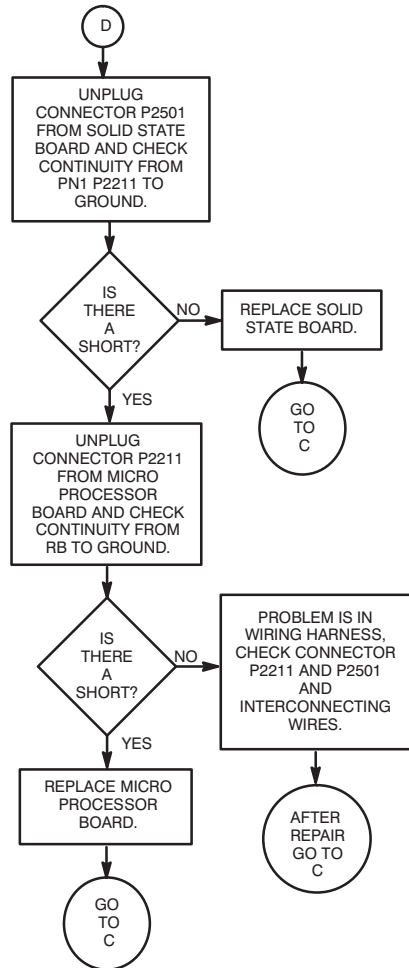 D
UNPLUG
CONNECTOR P2501
FROM SOLID STATE
BOARD AND CHECK
CONTINUITY FROM
PN1 P2211 TO
GROUND.
IS
THERE
A
SHORT?
NO
REPLACE SOLID
STATE BOARD.
GO
TO
C
YES
UNPLUG
CONNECTOR P2211
FROM MICRO
PROCESSOR
BOARD AND CHECK
CONTINUITY FROM
RB TO GROUND.
IS
THERE
A
SHORT?
NO
PROBLEM IS IN
WIRING HARNESS,
CHECK CONNECTOR
P2211 AND P2501
AND
INTERCONNECTING
WIRES.
AFTER
REPAIR
GO TO
C
YES
REPLACE MICRO
PROCESSOR
BOARD.
GO
TO
C